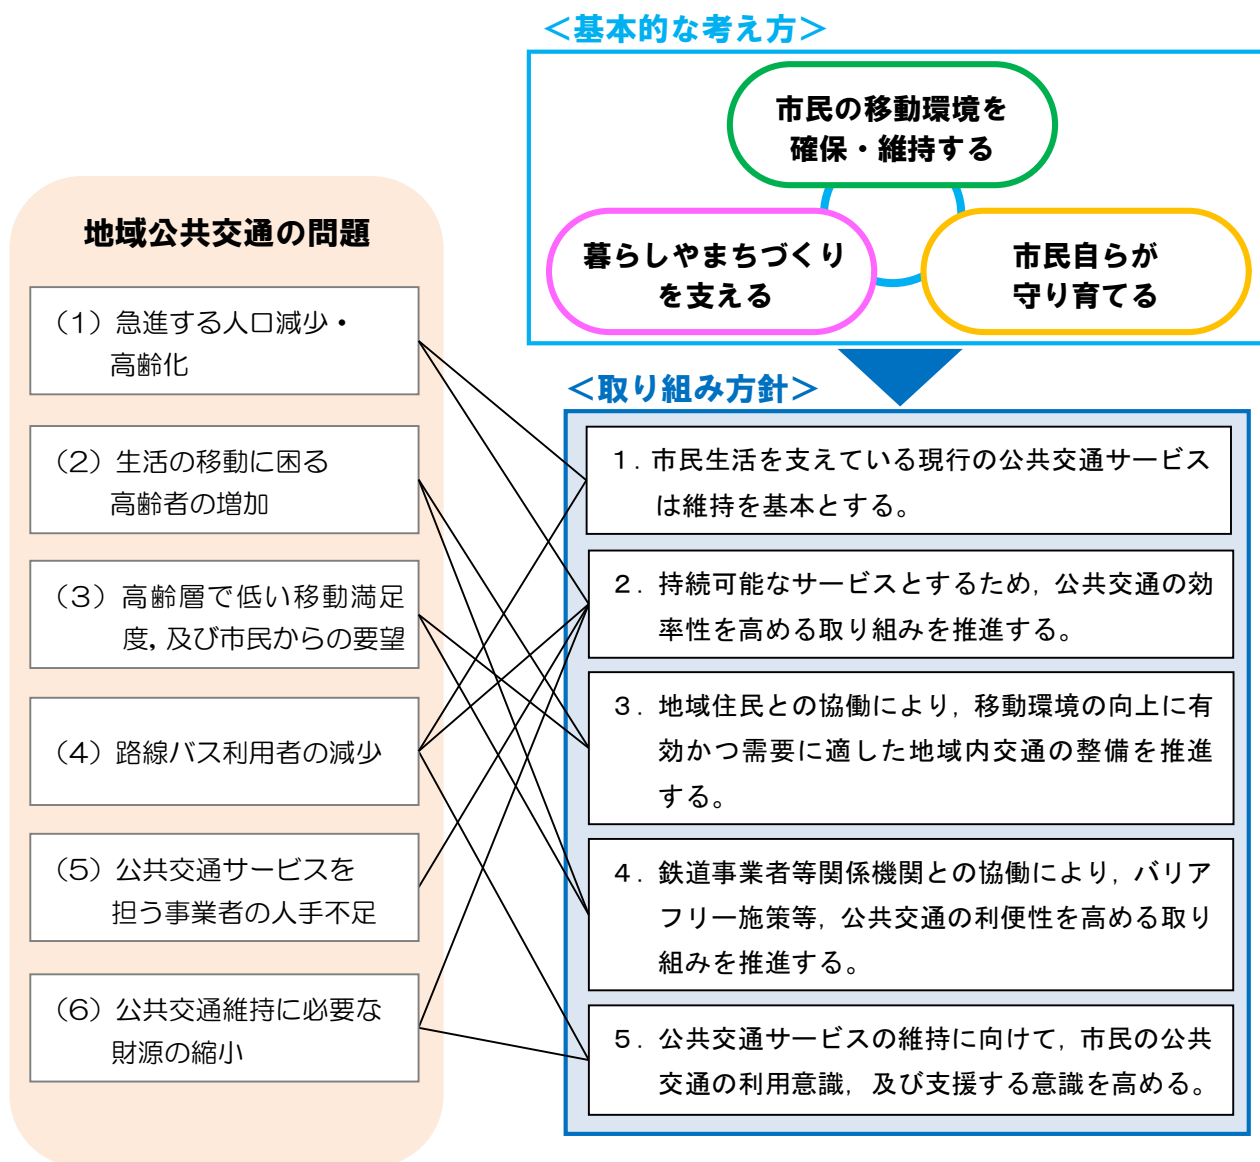 ＜基本的な考え方＞
市民の移動環境を
確保・維持する
暮らしやまちづくり
を支える
市民自らが
守り育てる
地域公共交通の問題
（1）急進する人口減少・
高齢化
（2）生活の移動に困る
高齢者の増加
（3）高齢層で低い移動満足
度，及び市民からの要望
（4）路線バス利用者の減少
（5）公共交通サービスを
担う事業者の人手不足
（6）公共交通維持に必要な
財源の縮小
＜取り組み方針＞
１．市民生活を支えている現行の公共交通サービス
は維持を基本とする。
２．持続可能なサービスとするため，公共交通の効
率性を高める取り組みを推進する。
３．地域住民との協働により，移動環境の向上に有
効かつ需要に適した地域内交通の整備を推進
する。
４．鉄道事業者等関係機関との協働により，バリア
フリー施策等，公共交通の利便性を高める取り
組みを推進する。
５．公共交通サービスの維持に向けて，市民の公共
交通の利用意識，及び支援する意識を高める。